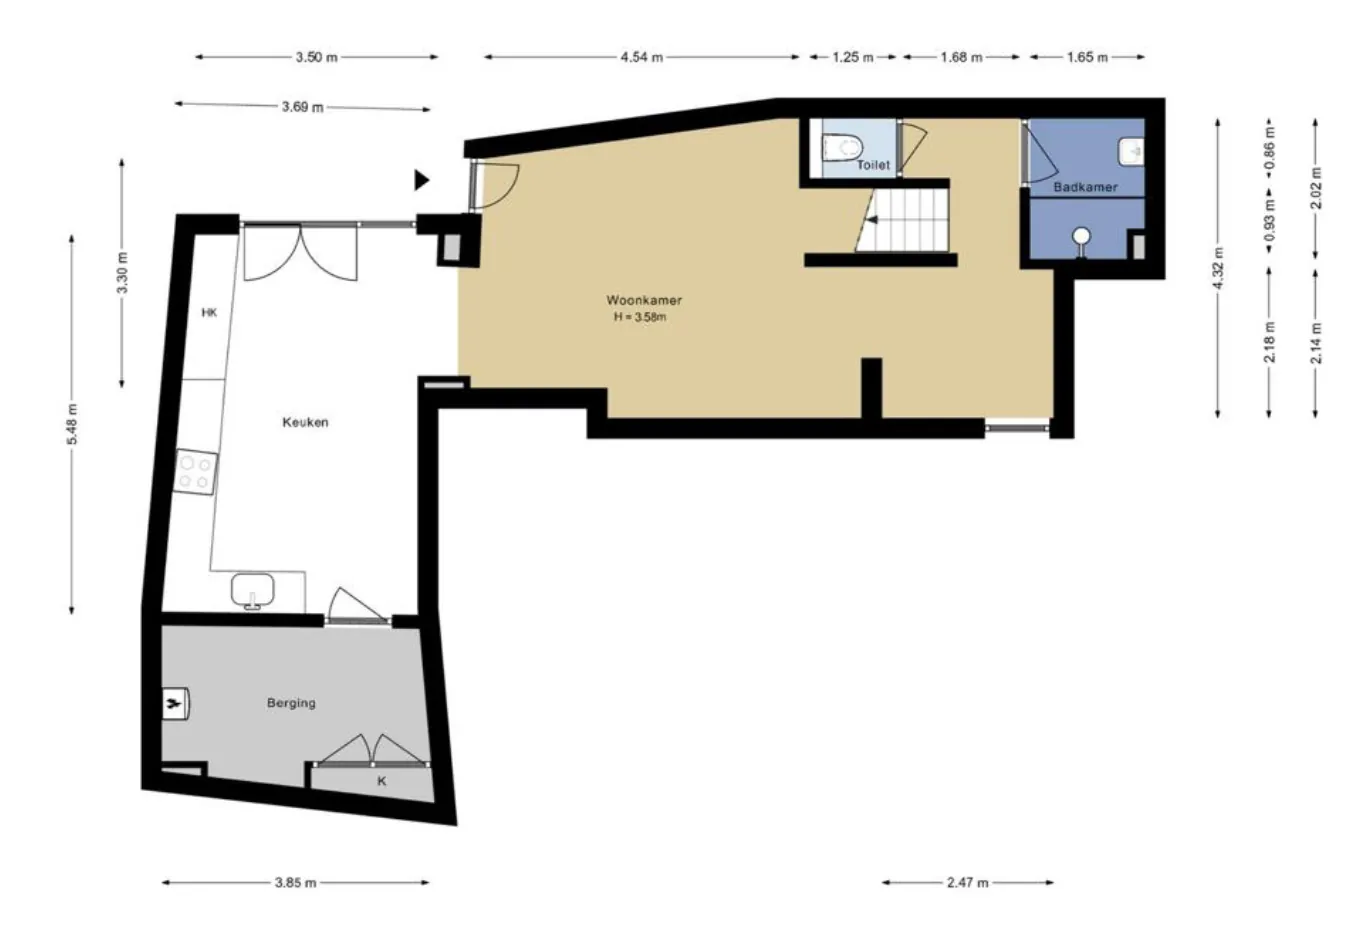 3.50 m
4.54 m
1.25 m
1.68 m
1.65 m
3.69 m
0.86 m
Toilet
Badkamer
2.02 m
0.93 m
3.30 m
4.32 m
Woonkamer
H = 3.58m
HK
2.18 m
2.14 m
Keuken
5.48 m
Berging
K
3.85 m
2.47 m